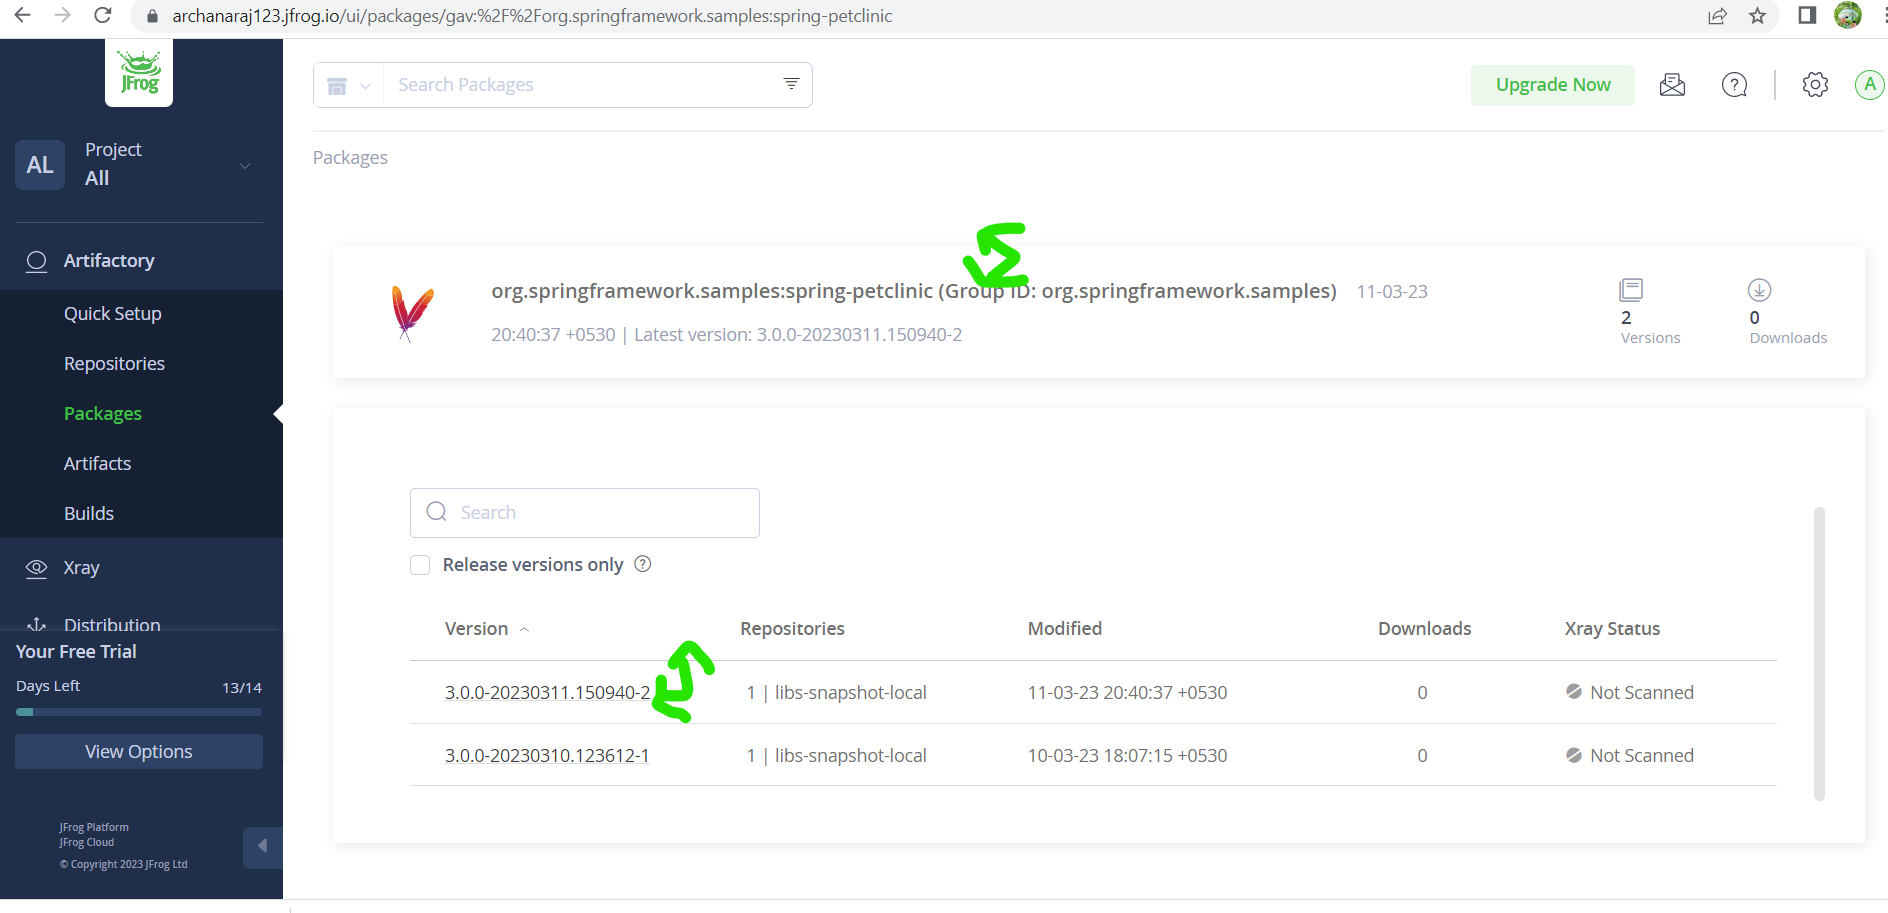 archanaraj123.jfrog.io/ui/packages/gav:%2F%2Forg.springframework.samples:spring-petclinic
JFrog
Search Packages
Upgrade Now
?
A
AL
Project
All
Packages
Artifactory
Quick Setup
Repositories
Packages
Artifacts
Builds
Xray
Distribution
Your Free Trial
Days Left 13/14
View Options
JFrog Platform
JFrog Cloud
© Copyright 2023 JFrog Ltd
org.springframework.samples:spring-petclinic (Group ID: org.springframework.samples) 11-03-23
20:40:37 +0530 | Latest version: 3.0.0-20230311.150940-2
2
Versions
0
Downloads
Search
Release versions only ?
Version Repositories Modified Downloads Xray Status
3.0.0-20230311.150940-2 1 | libs-snapshot-local 11-03-23 20:40:37 +0530 0 Not Scanned
3.0.0-20230310.123612-1 1 | libs-snapshot-local 10-03-23 18:07:15 +0530 0 Not Scanned